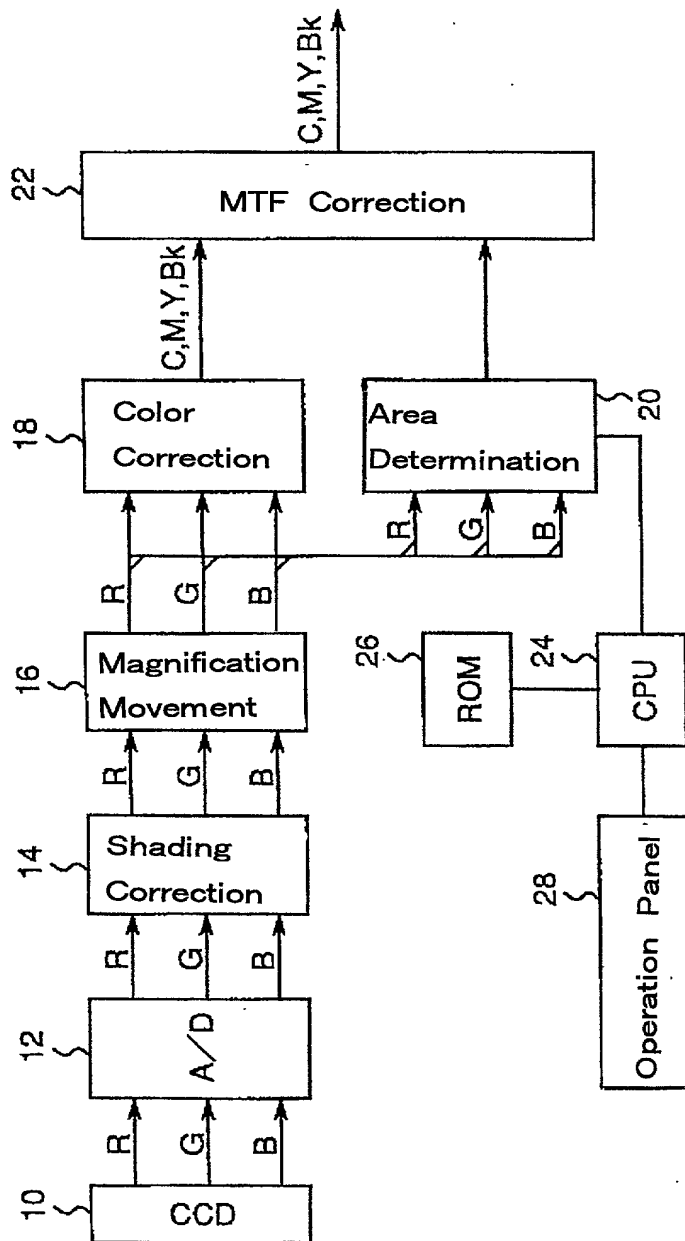 10
CCD
R
G
B
12
A/D
R
G
B
14
Shading
Correction
R
G
B
16
Magnification
Movement
R
G
B
18
Color
Correction
C,M,Y,Bk
R
G
B
Area
Determination
20
22
MTF Correction
C,M,Y,Bk
26
ROM
24
CPU
28
Operation Panel